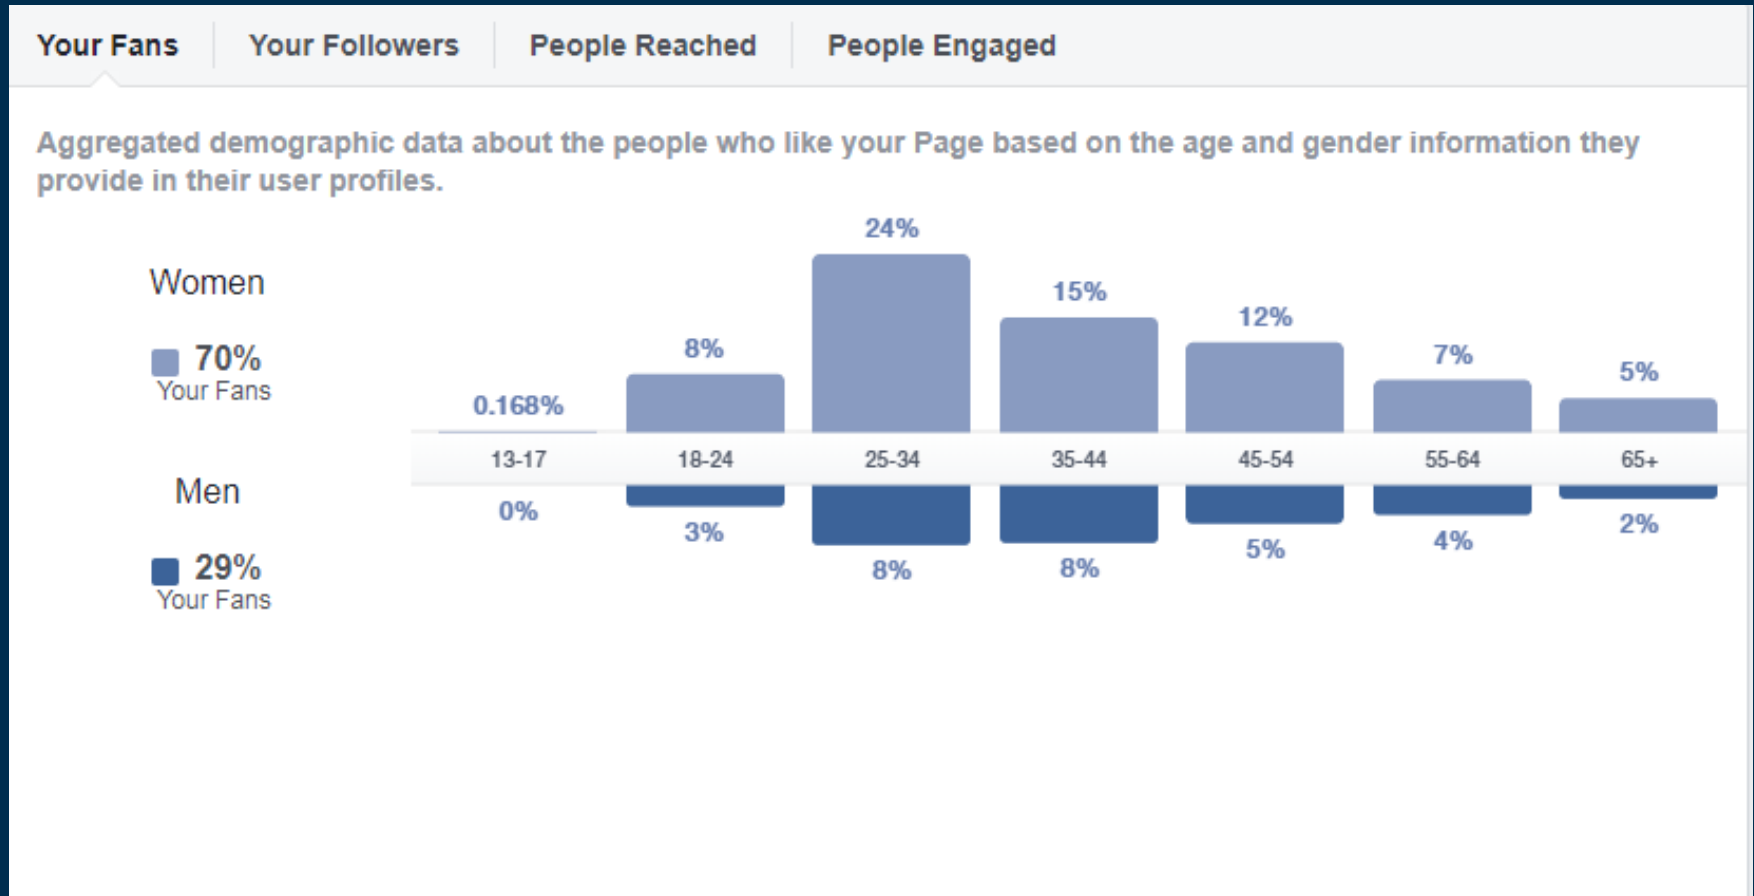 Your Fans
Your Followers
People Reached
People Engaged
Aggregated demographic data about the people who like your Page based on the age and gender information they
provide in their user profiles.
Women
70%
Your Fans
Men
29%
Your Fans
0.168%
8%
24%
15%
12%
7%
5%
13-17
18-24
25-34
35-44
45-54
55-64
65+
0%
3%
8%
8%
5%
4%
2%